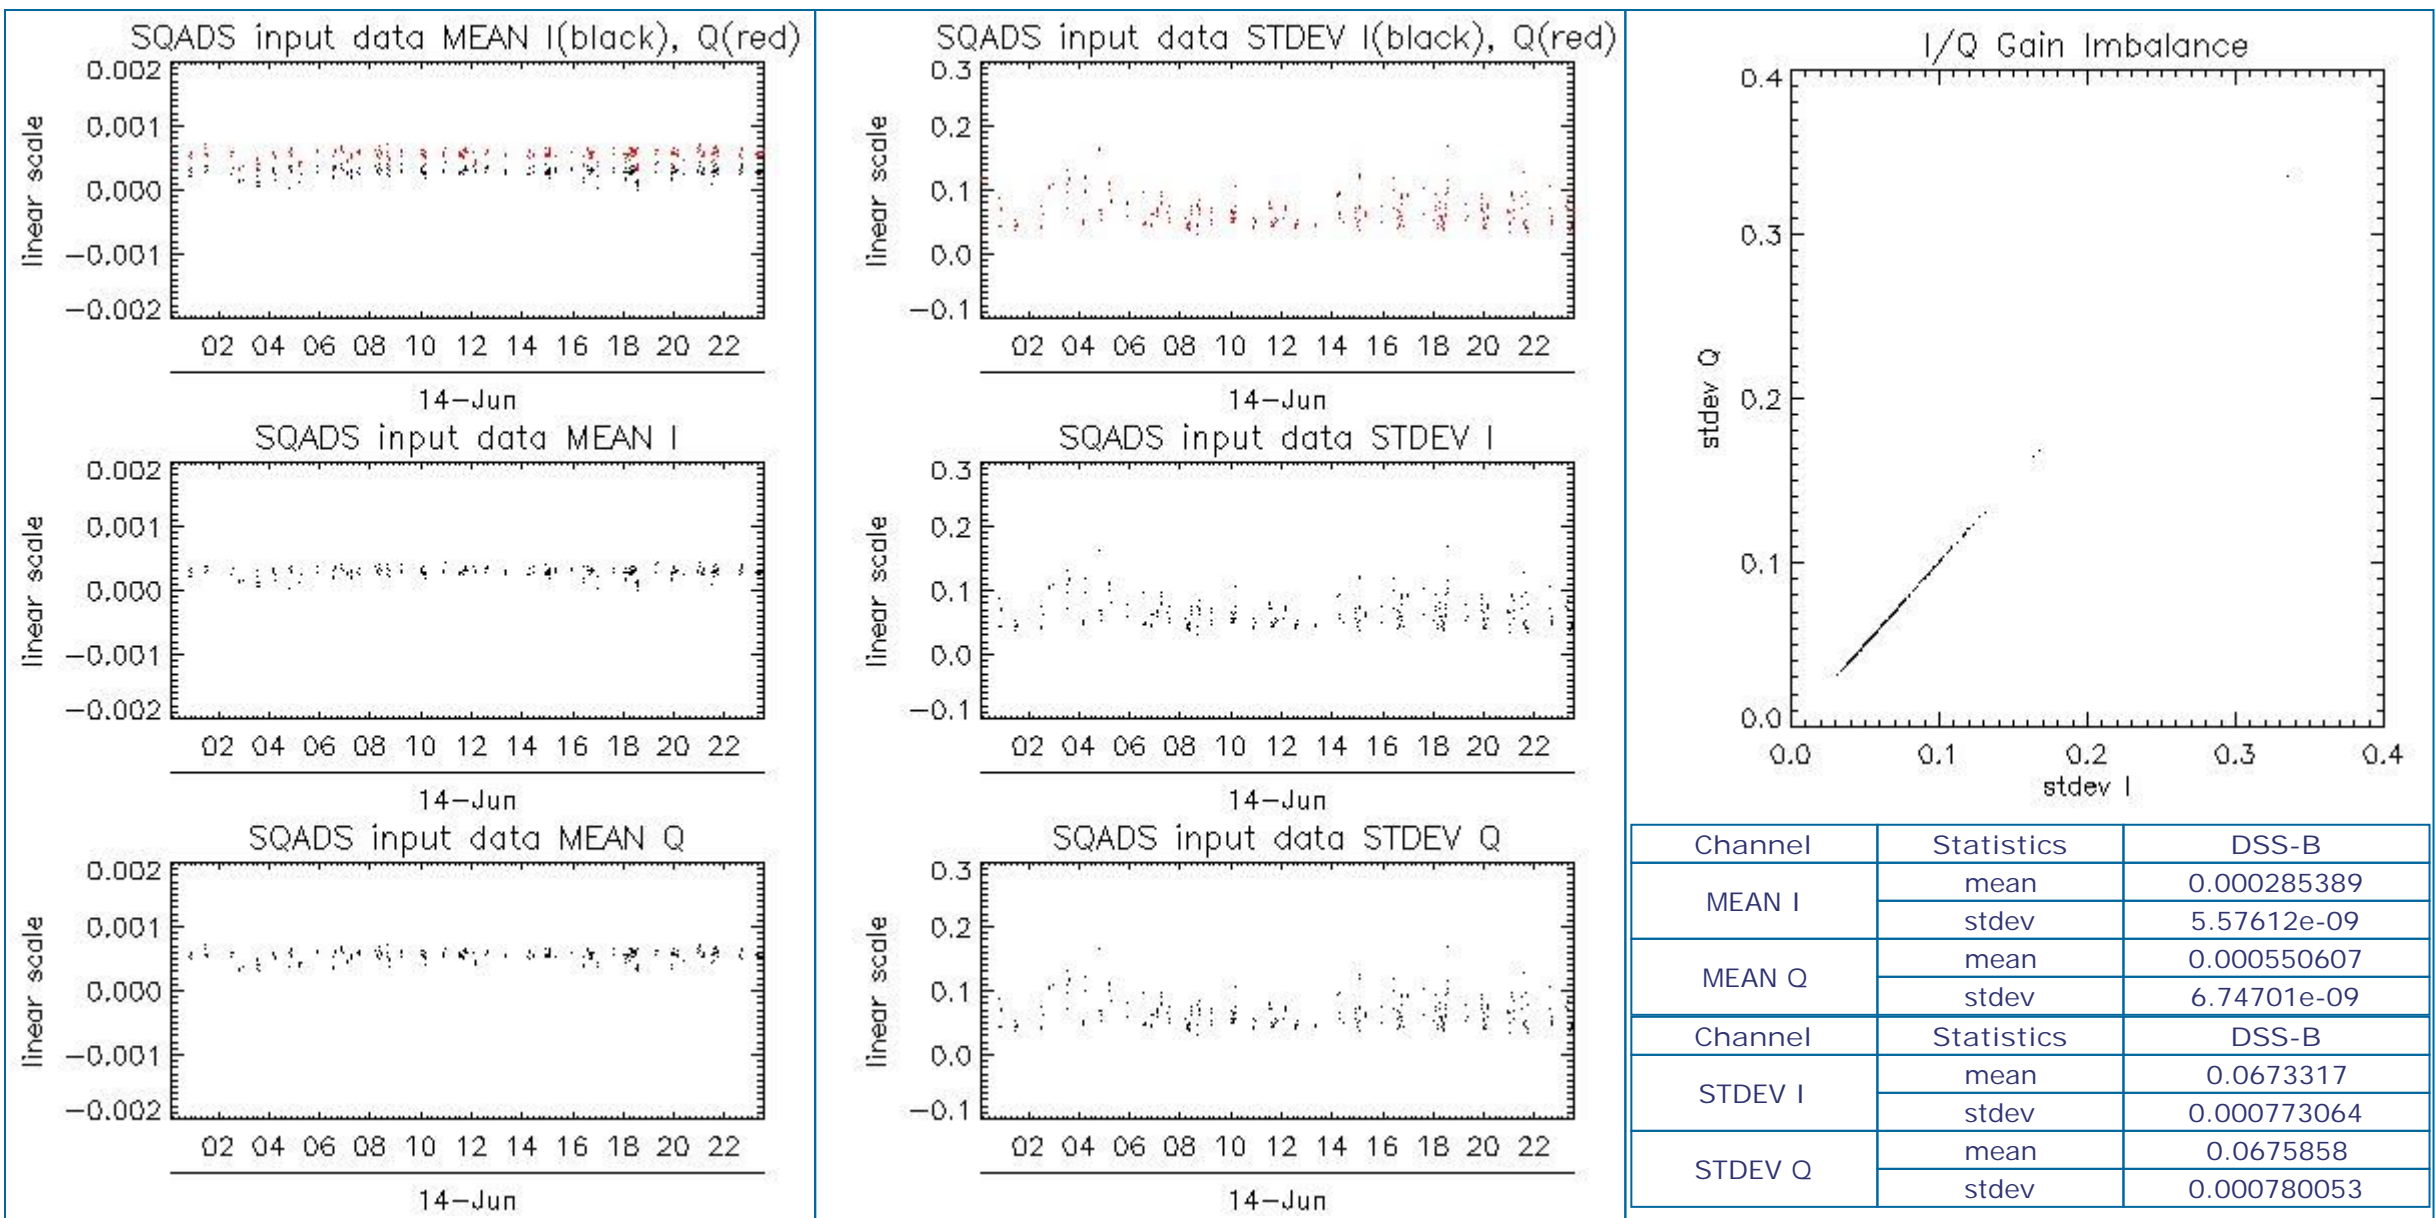 SQADS input data MEAN I(black), Q(red)
0.002
0.001
0.000
-0.001
-0.002
linear scale
02 04 06 08 10 12 14 16 18 20 22
14-Jun
SQADS input data MEAN I
0.002
0.001
0.000
-0.001
-0.002
linear scale
02 04 06 08 10 12 14 16 18 20 22
14-Jun
SQADS input data MEAN Q
0.002
0.001
0.000
-0.001
-0.002
linear scale
02 04 06 08 10 12 14 16 18 20 22
14-Jun
SQADS input data STDEV I(black), Q(red)
0.3
0.2
0.1
0.0
-0.1
linear scale
02 04 06 08 10 12 14 16 18 20 22
14-Jun
SQADS input data STDEV I
0.3
0.2
0.1
0.0
-0.1
linear scale
02 04 06 08 10 12 14 16 18 20 22
14-Jun
SQADS input data STDEV Q
0.3
0.2
0.1
0.0
-0.1
linear scale
02 04 06 08 10 12 14 16 18 20 22
14-Jun
I/Q Gain Imbalance
0.4
0.3
0.2
0.1
0.0
stdev Q
0.0 0.1 0.2 0.3 0.4
stdev I
Channel Statistics DSS-B
MEAN I mean 0.000285389
stdev 5.57612e-09
MEAN Q mean 0.000550607
stdev 6.74701e-09
Channel Statistics DSS-B
STDEV I mean 0.0673317
stdev 0.000773064
STDEV Q mean 0.0675858
stdev 0.000780053